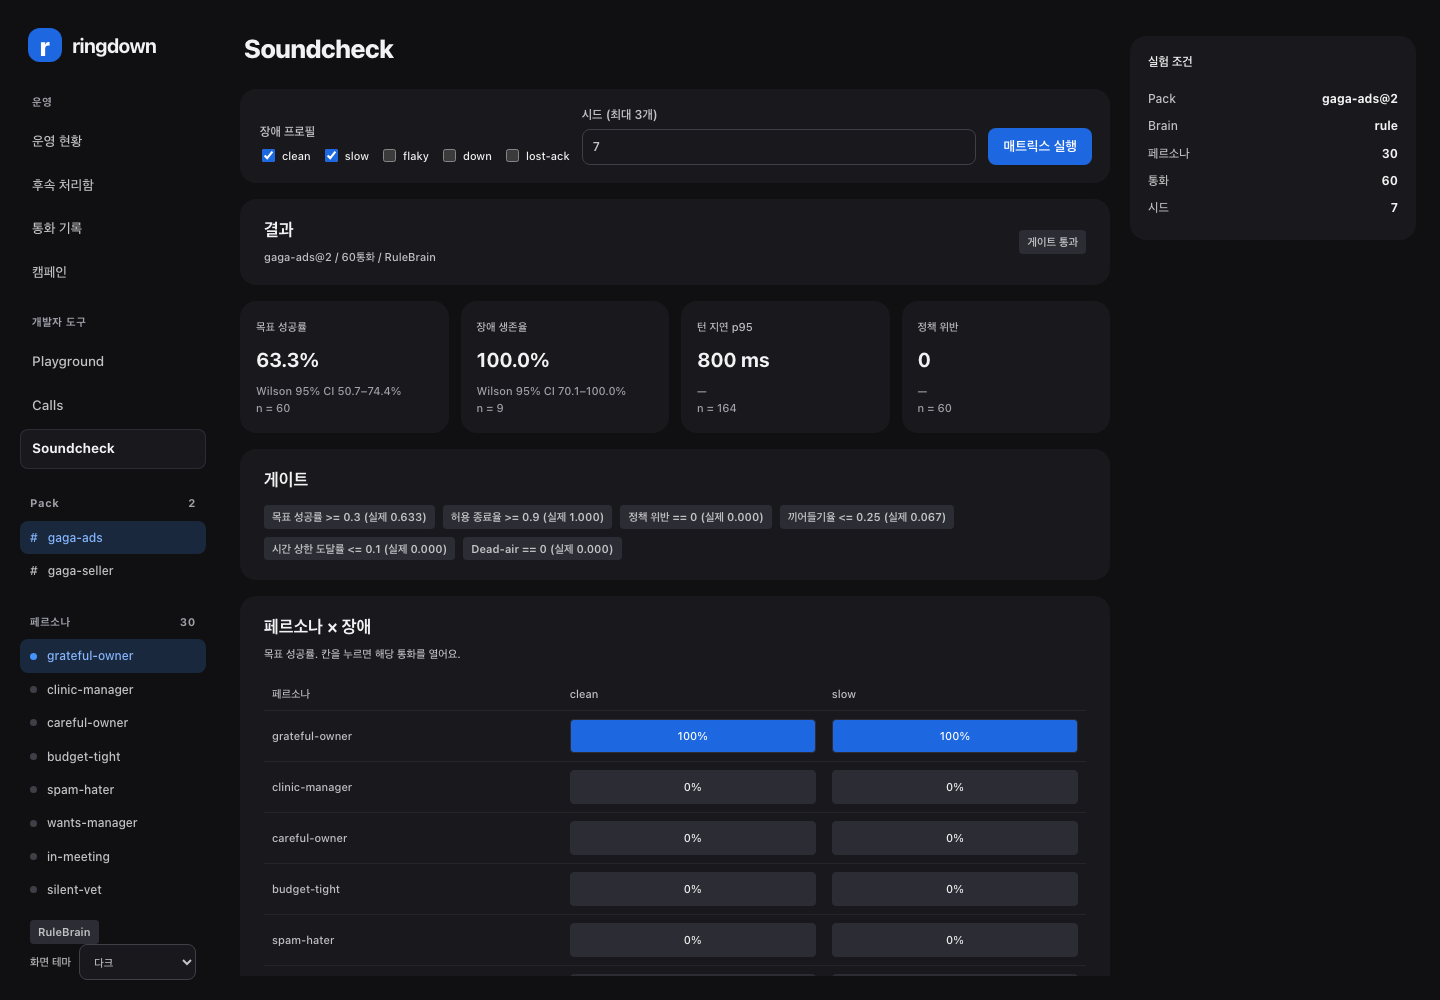 r ringdown
운영
운영 현황
후속 처리함
통화 기록
캠페인
개발자 도구
Playground
Calls
Soundcheck
Pack 2
# gaga-ads
# gaga-seller
페르소나 30
grateful-owner
clinic-manager
careful-owner
budget-tight
spam-hater
wants-manager
in-meeting
silent-vet
RuleBrain
화면 테마 다크
Soundcheck
장애 프로필
clean slow flaky down lost-ack
시드 (최대 3개)
7
매트릭스 실행
결과
gaga-ads@2 / 60통화 / RuleBrain
게이트 통과
목표 성공률
63.3%
Wilson 95% CI 50.7–74.4%
n = 60
장애 생존율
100.0%
Wilson 95% CI 70.1–100.0%
n = 9
턴 지연 p95
800 ms
—
n = 164
정책 위반
0
—
n = 60
게이트
목표 성공률 >= 0.3 (실제 0.633) 허용 종료율 >= 0.9 (실제 1.000) 정책 위반 == 0 (실제 0.000) 끼어들기율 <= 0.25 (실제 0.067)
시간 상한 도달률 <= 0.1 (실제 0.000) Dead-air == 0 (실제 0.000)
페르소나 × 장애
목표 성공률. 칸을 누르면 해당 통화를 열어요.
페르소나 clean slow
grateful-owner 100% 100%
clinic-manager 0% 0%
careful-owner 0% 0%
budget-tight 0% 0%
spam-hater 0% 0%
실험 조건
Pack gaga-ads@2
Brain rule
페르소나 30
통화 60
시드 7